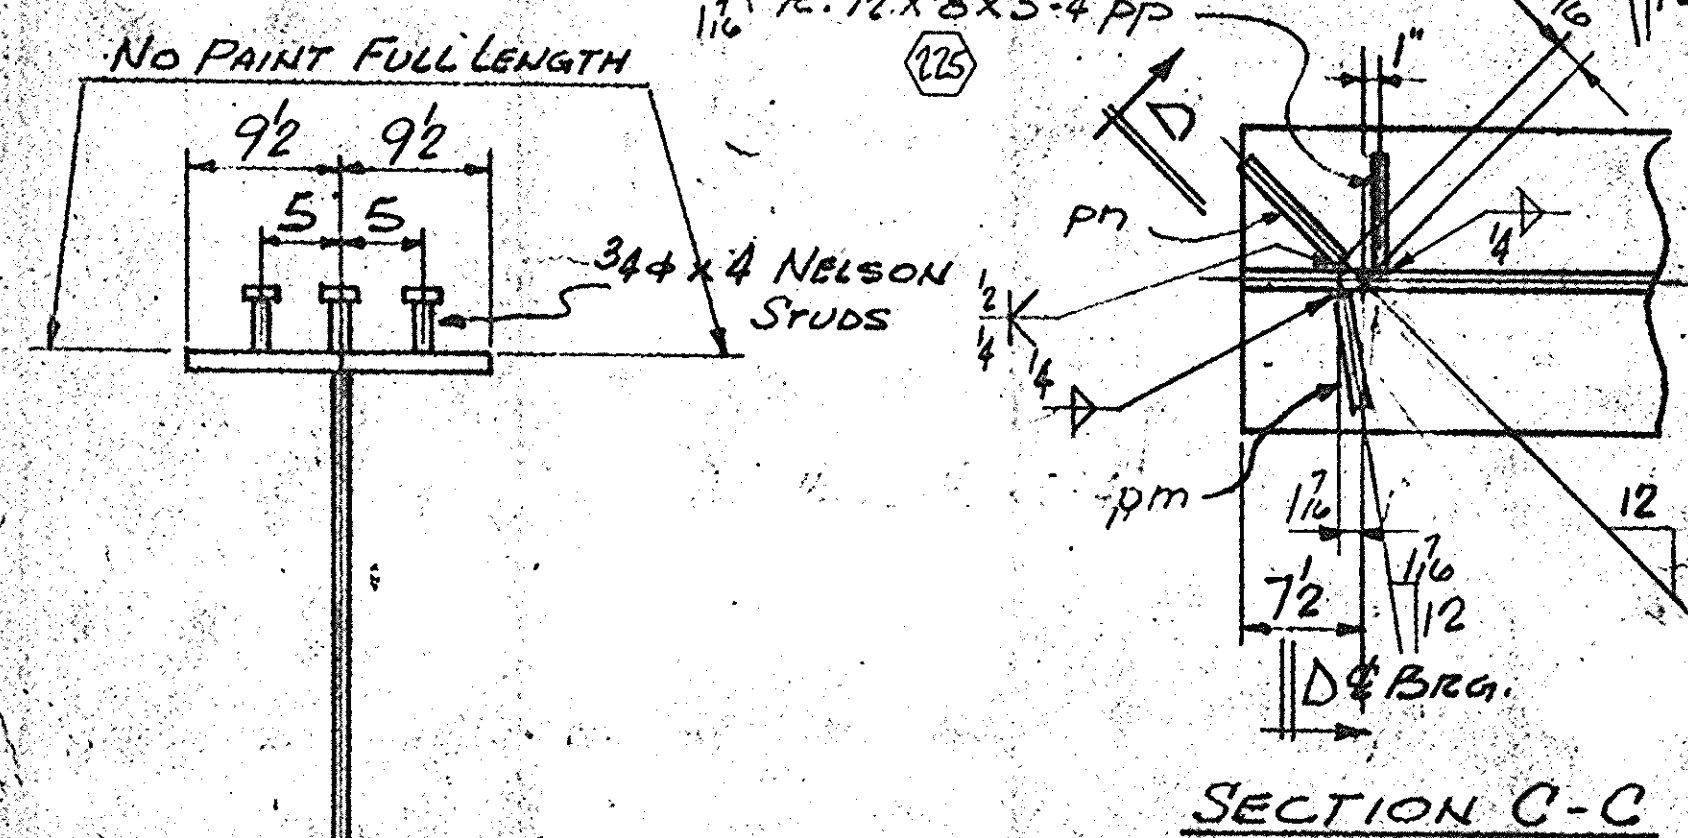 NO PAINT FULL LENGTH
9½ 9½
5 5
¾ φ x 4 NELSON
STUDS
225
pp
1"
D
pn
¼
½
¼
¼
pm
1 7/16
1 7/16
12
12
7½
D
℄ BRG.
SECTION C-C